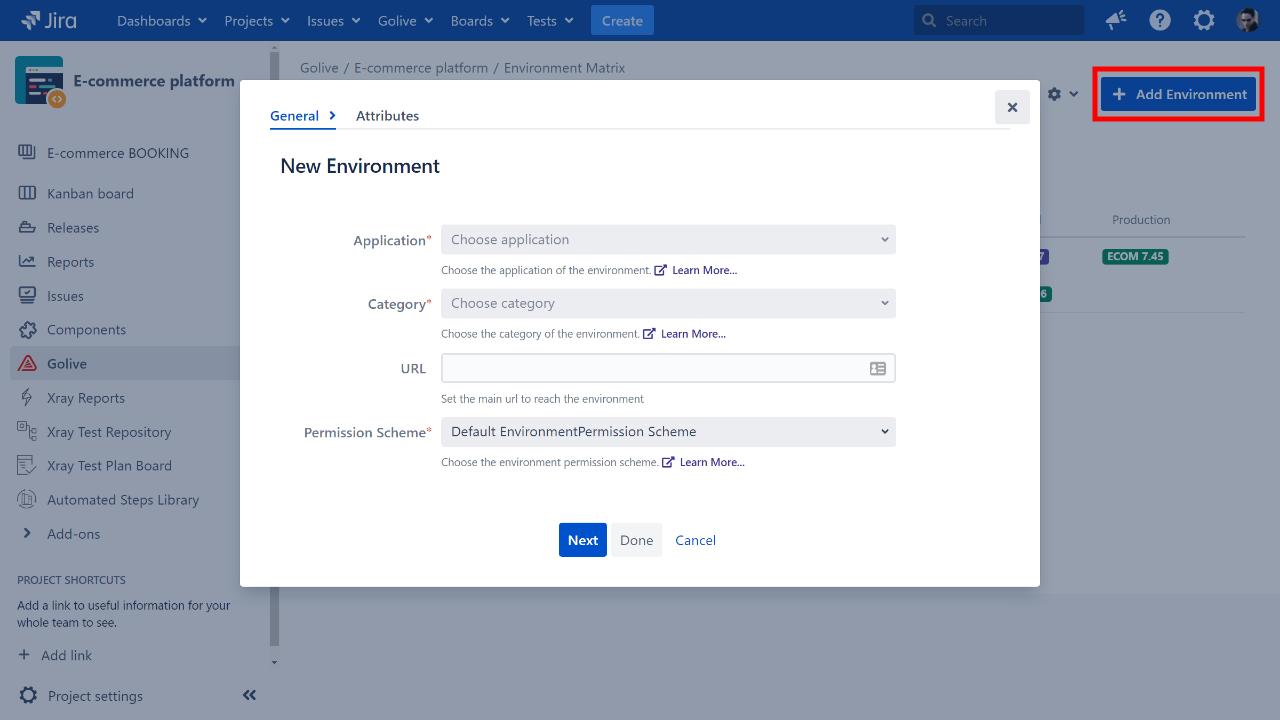 Jira
Dashboards Projects Issues Golive Boards Tests Create Search
E-commerce platform
Golive / E-commerce platform / Environment Matrix
+ Add Environment
E-commerce BOOKING
Kanban board
Releases
Reports
Issues
Components
Golive
Xray Reports
Xray Test Repository
Xray Test Plan Board
Automated Steps Library
Add-ons
PROJECT SHORTCUTS
Add a link to useful information for your
whole team to see.
+ Add link
Project settings
General Attributes
New Environment
Application* Choose application
Choose the application of the environment. Learn More...
Category* Choose category
Choose the category of the environment. Learn More...
URL
Set the main url to reach the environment
Permission Scheme* Default EnvironmentPermission Scheme
Choose the environment permission scheme. Learn More...
Next Done Cancel
Production
7 ECOM 7.45
6